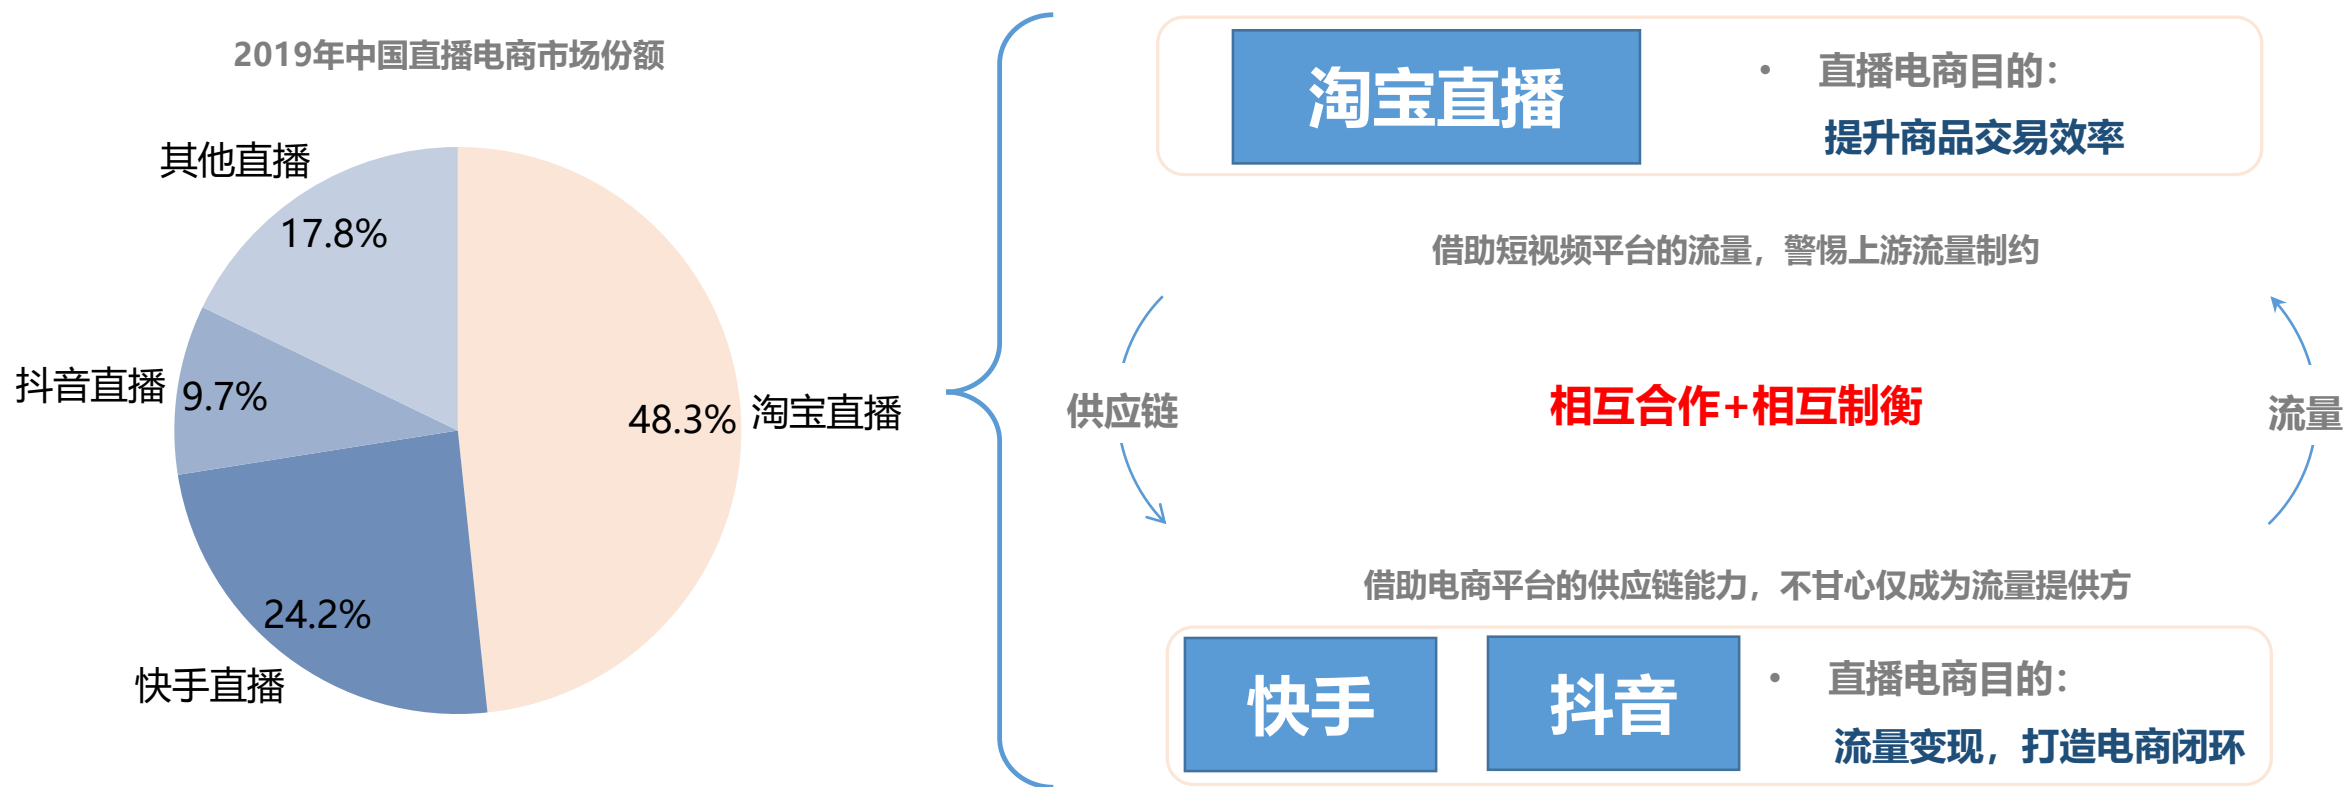 2019年中国直播电商市场份额
其他直播
17.8%
抖音直播
9.7%
48.3%
淘宝直播
24.2%
快手直播
淘宝直播
• 直播电商目的：
提升商品交易效率
借助短视频平台的流量，警惕上游流量制约
供应链
相互合作+相互制衡
流量
借助电商平台的供应链能力，不甘心仅成为流量提供方
快手
抖音
• 直播电商目的：
流量变现，打造电商闭环